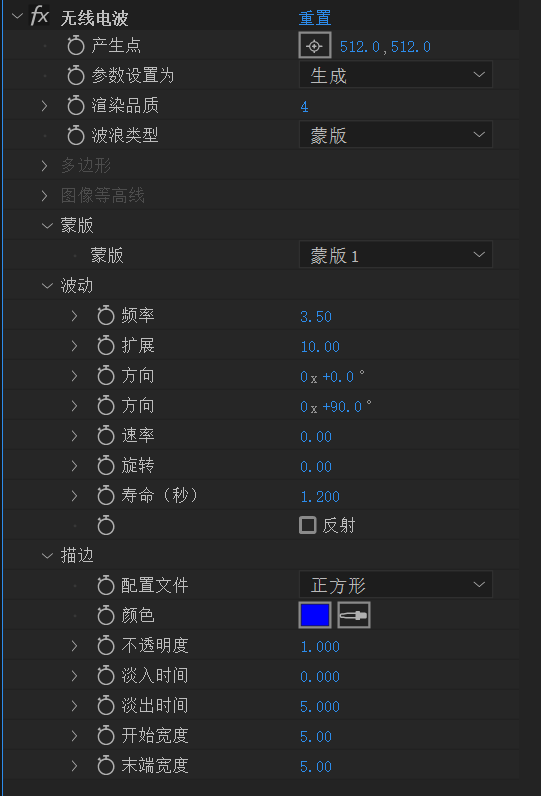 fx 无线电波 重置
产生点 512.0,512.0
参数设置为 生成
渲染品质 4
波浪类型 蒙版
多边形
图像等高线
蒙版
蒙版 蒙版 1
波动
频率 3.50
扩展 10.00
方向 0x+0.0°
方向 0x+90.0°
速率 0.00
旋转 0.00
寿命（秒） 1.200
反射
描边
配置文件 正方形
颜色
不透明度 1.000
淡入时间 0.000
淡出时间 5.000
开始宽度 5.00
末端宽度 5.00